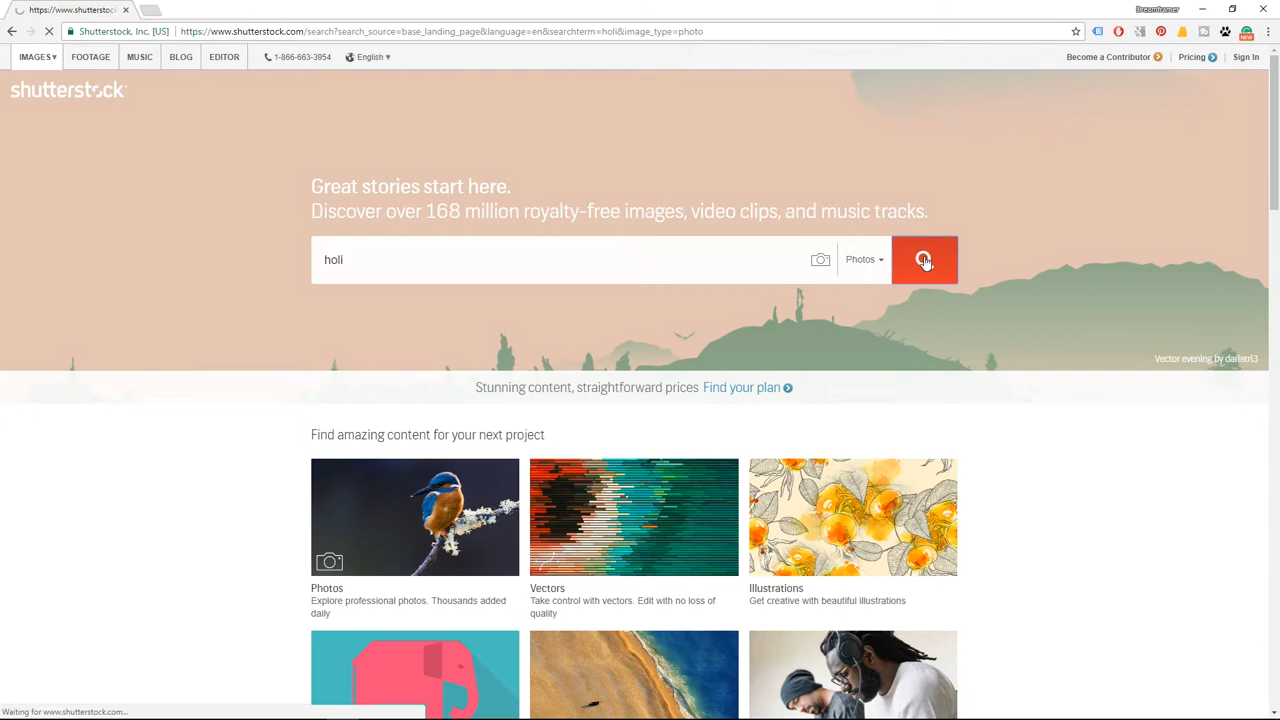 https://www.shutterstoc
Dreamframer
Shutterstock, Inc. [US]
https://www.shutterstock.com/search?search_source=base_landing_page&language=en&searchterm=holi&image_type=photo
IMAGES
FOOTAGE
MUSIC
BLOG
EDITOR
1-866-663-3954
English
Become a Contributor
Pricing
Sign In
shutterstock
Great stories start here.
Discover over 168 million royalty-free images, video clips, and music tracks.
holi
Photos
Vector evening by dariatri3
Stunning content, straightforward prices Find your plan
Find amazing content for your next project
Photos
Explore professional photos. Thousands added
daily
Vectors
Take control with vectors. Edit with no loss of
quality
Illustrations
Get creative with beautiful illustrations
Waiting for www.shutterstock.com...